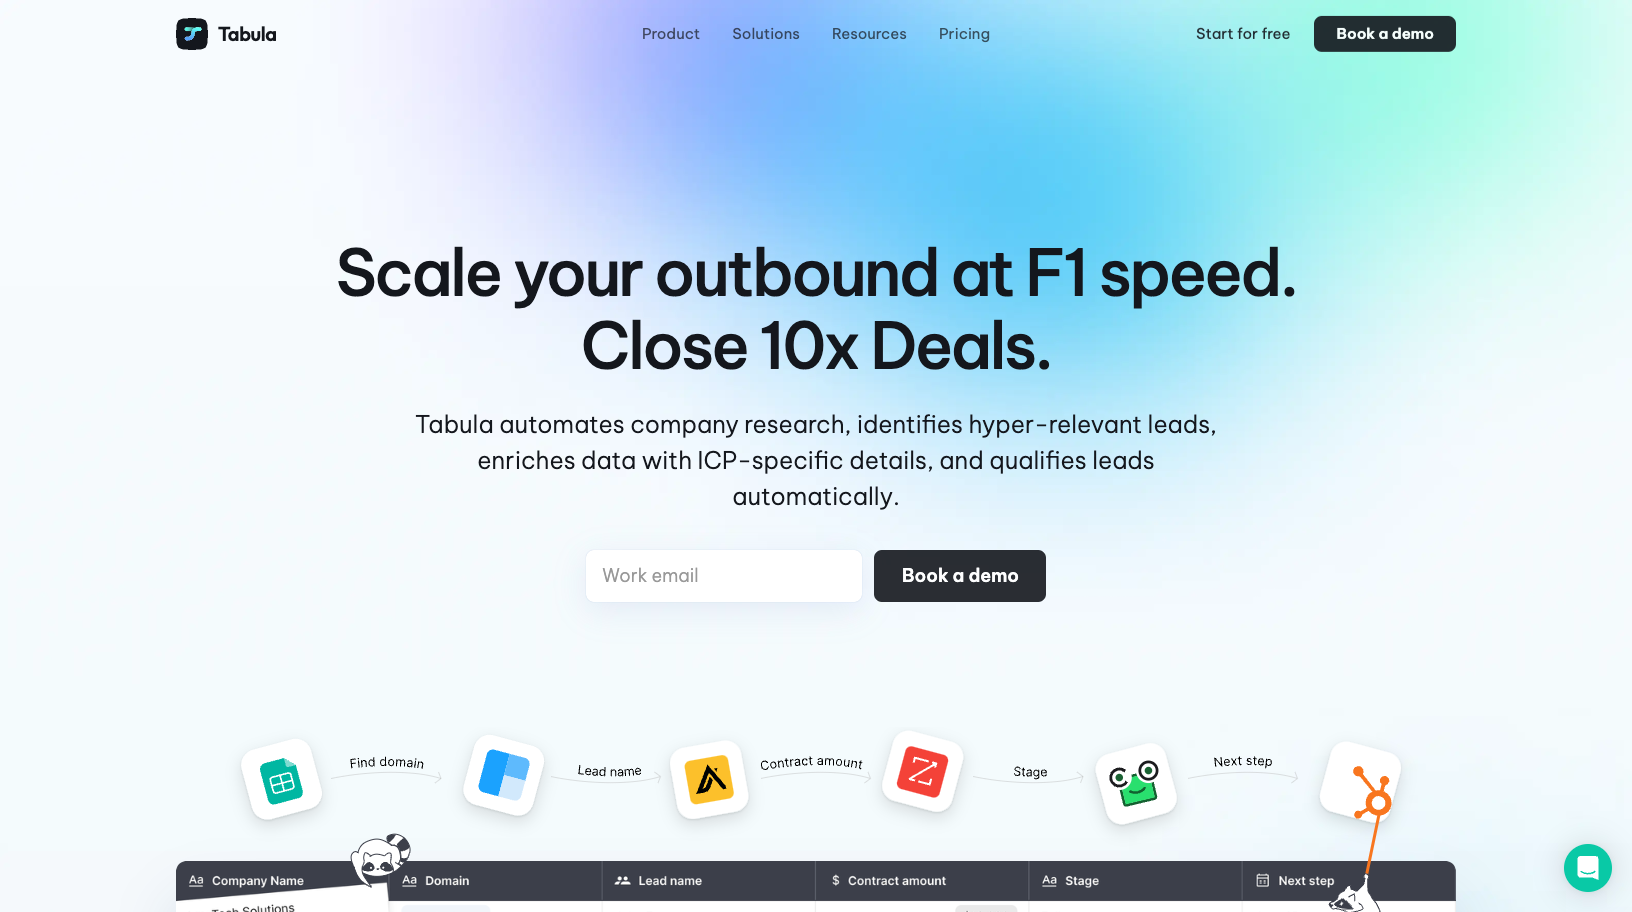 Tabula
Product Solutions Resources Pricing
Start for free
Book a demo
Scale your outbound at F1 speed.
Close 10x Deals.
Tabula automates company research, identifies hyper-relevant leads,
enriches data with ICP-specific details, and qualifies leads
automatically.
Work email
Book a demo
Find domain
Lead name
Contract amount
Stage
Next step
Aa Company Name
Aa Domain
Lead name
$ Contract amount
Aa Stage
Next step
Tech Solutions